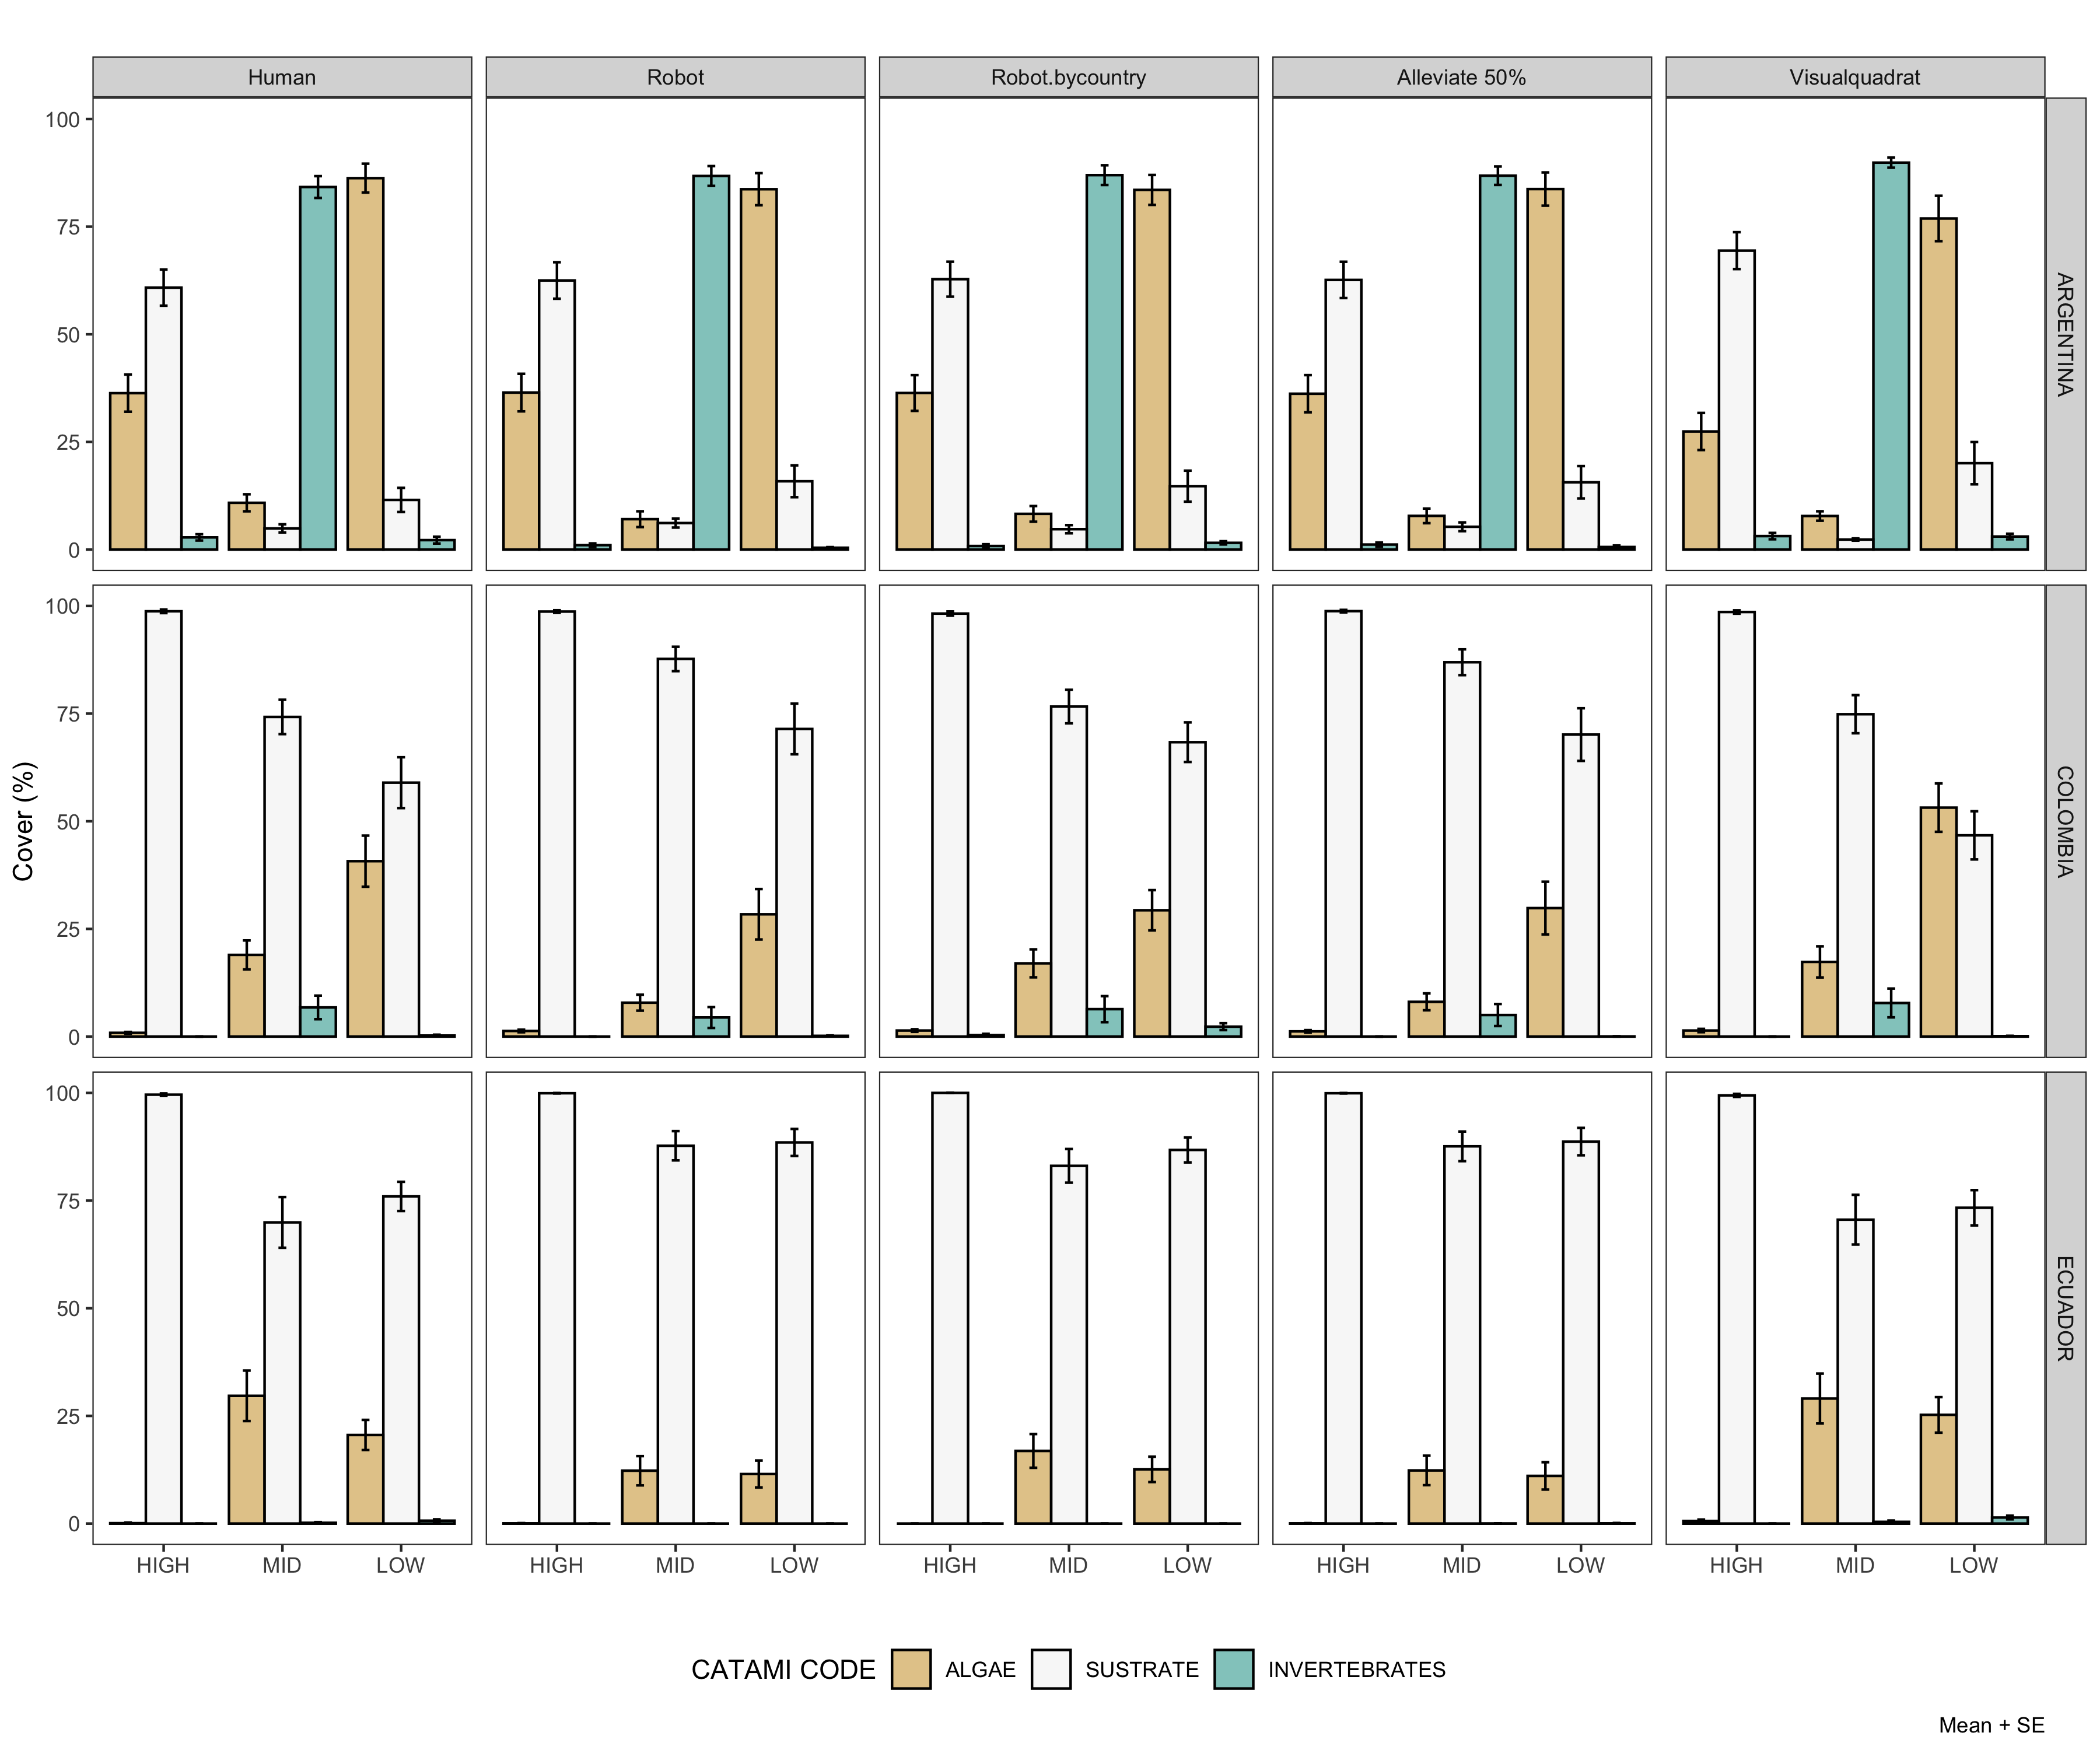 Human Robot Robot.bycountry Alleviate 50% Visualquadrat
100
75
50
25
0
ARGENTINA
Cover (%)
100
75
50
25
0
COLOMBIA
100
75
50
25
0
ECUADOR
HIGH MID LOW HIGH MID LOW HIGH MID LOW HIGH MID LOW HIGH MID LOW
CATAMI CODE ALGAE SUSTRATE INVERTEBRATES
Mean + SE